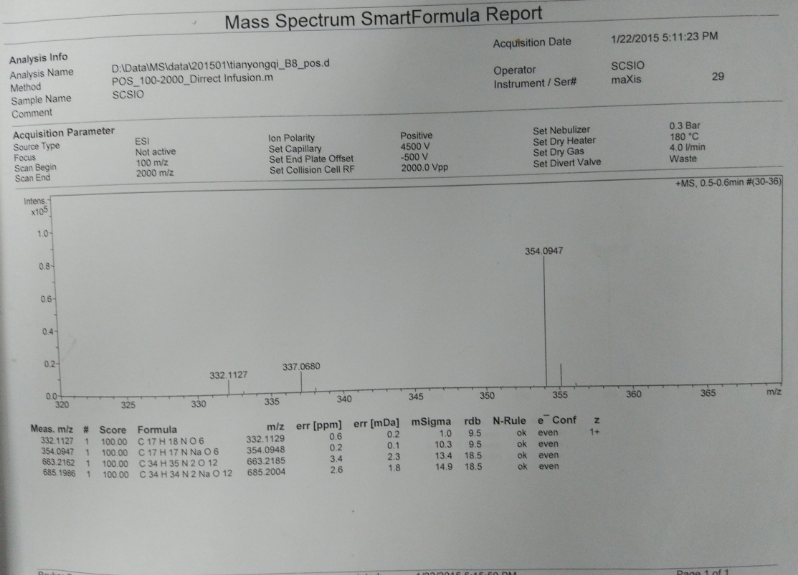 Mass Spectrum SmartFormula Report
Analysis Info
Acquisition Date 1/22/2015 5:11:23 PM
Analysis Name D:\Data\MS\data\201501\tianyongqi_B8_pos.d
Method POS_100-2000_Dirrect Infusion.m Operator SCSIO
Sample Name SCSIO Instrument / Ser# maXis 29
Comment
Acquisition Parameter
Source Type ESI Ion Polarity Positive Set Nebulizer 0.3 Bar
Focus Not active Set Capillary 4500 V Set Dry Heater 180 °C
Scan Begin 100 m/z Set End Plate Offset -500 V Set Dry Gas 4.0 l/min
Scan End 2000 m/z Set Collision Cell RF 2000.0 Vpp Set Divert Valve Waste
Intens. +MS, 0.5-0.6min #(30-36)
x10⁵
1.0
354.0947
0.8
0.6
0.4
0.2 332.1127 337.0680
0.0
320 325 330 335 340 345 350 355 360 365 m/z
Meas. m/z # Score Formula m/z err [ppm] err [mDa] mSigma rdb N-Rule e⁻ Conf z
332.1127 1 100.00 C 17 H 18 N O 6 332.1129 0.6 0.2 1.0 9.5 ok even 1+
354.0947 1 100.00 C 17 H 17 N Na O 6 354.0948 0.2 0.1 10.3 9.5 ok even
663.2162 1 100.00 C 34 H 35 N 2 O 12 663.2185 3.4 2.3 13.4 18.5 ok even
685.1986 1 100.00 C 34 H 34 N 2 Na O 12 685.2004 2.6 1.8 14.9 18.5 ok even
Page 1 of 1